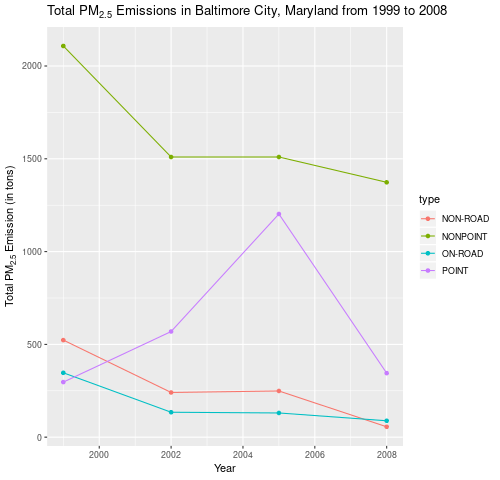 Total PM2.5 Emissions in Baltimore City, Maryland from 1999 to 2008
Total PM2.5 Emission (in tons)
2000
1500
1000
500
0
2000 2002 2004 2006 2008
Year
type
NON-ROAD
NONPOINT
ON-ROAD
POINT